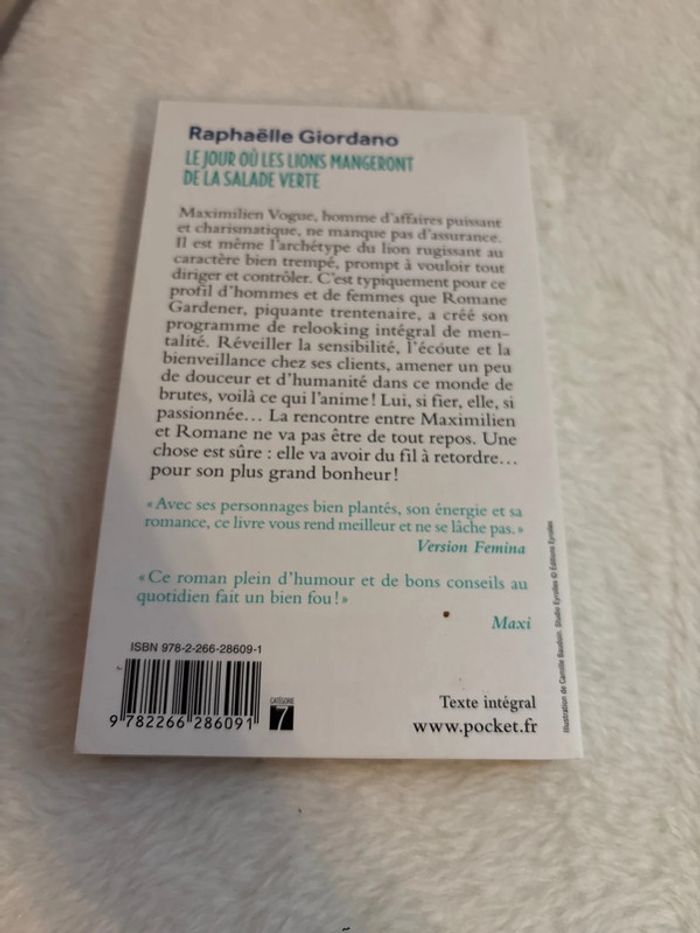 Raphaëlle Giordano
LE JOUR OÙ LES LIONS MANGERONT
DE LA SALADE VERTE
Maximilien Vogue, homme d'affaires puissant
et charismatique, ne manque pas d'assurance.
Il est même l'archétype du lion rugissant au
caractère bien trempé, prompt à vouloir tout
diriger et contrôler. C'est typiquement pour ce
profil d'hommes et de femmes que Romane
Gardener, piquante trentenaire, a créé son
programme de relooking intégral de men-
talité. Réveiller la sensibilité, l'écoute et la
bienveillance chez ses clients, amener un peu
de douceur et d'humanité dans ce monde de
brutes, voilà ce qui l'anime ! Lui, si fier, elle, si
passionnée… La rencontre entre Maximilien
et Romane ne va pas être de tout repos. Une
chose est sûre : elle va avoir du fil à retordre…
pour son plus grand bonheur !
« Avec ses personnages bien plantés, son énergie et sa
romance, ce livre vous rend meilleur et ne se lâche pas. »
Version Femina
« Ce roman plein d'humour et de bons conseils au
quotidien fait un bien fou ! »
Maxi
ISBN 978-2-266-28609-1
9 782266 286091
CATÉGORIE
7
Texte intégral
www.pocket.fr
Illustration de Camille Baudoin. Studio Eyrolles © Éditions Eyrolles